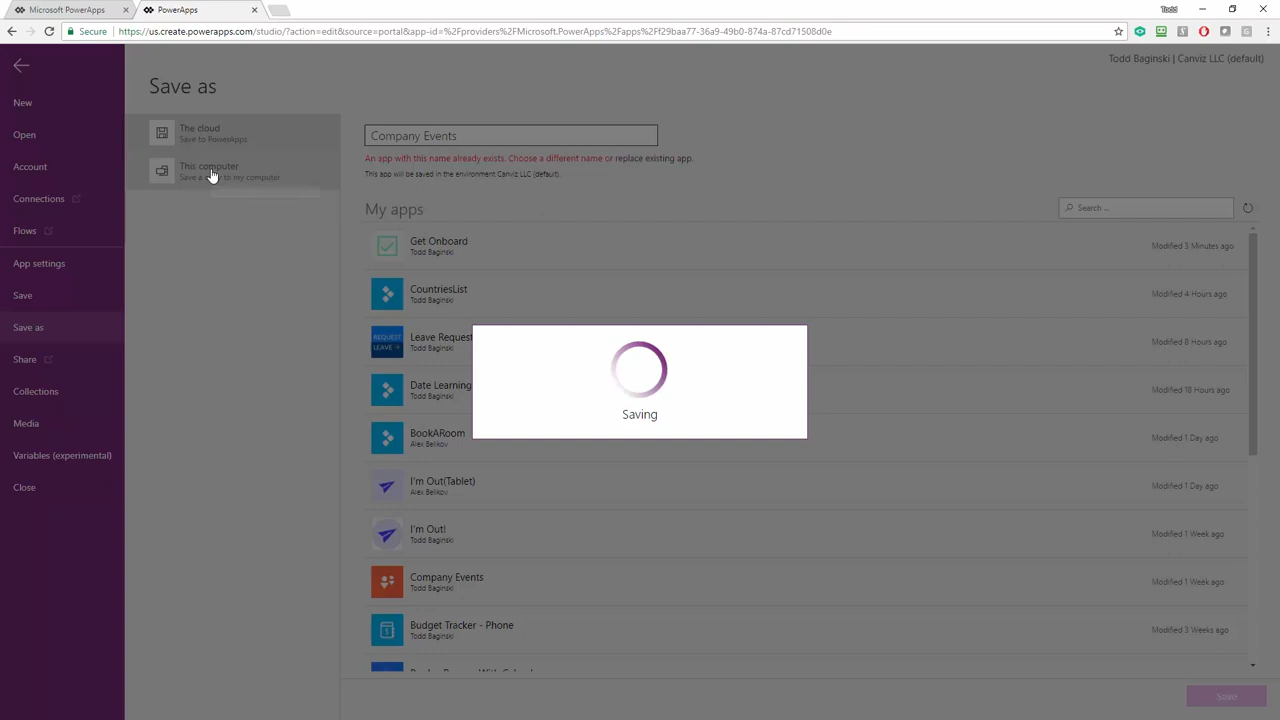 Microsoft PowerApps
PowerApps
Todd
Secure
https://us.create.powerapps.com/studio/?action=edit&source=portal&app-id=%2Fproviders%2FMicrosoft.PowerApps%2Fapps%2Ff29baa77-36a9-49b0-874a-87cd71508d0e
Todd Baginski | Canviz LLC (default)
Save as
New
Open
Account
Connections
Flows
App settings
Save
Save as
Share
Collections
Media
Variables (experimental)
Close
The cloud
Save to PowerApps
This computer
Save a to my computer
Company Events
An app with this name already exists. Choose a different name or replace existing app.
This app will be saved in the environment Canviz LLC (default).
My apps
Search ...
Get Onboard
Todd Baginski
Modified 3 Minutes ago
CountriesList
Todd Baginski
Modified 4 Hours ago
REQUEST
LEAVE
Leave Request
Todd Baginski
Modified 8 Hours ago
Date Learning
Todd Baginski
Modified 18 Hours ago
BookARoom
Alex Belikov
Modified 1 Day ago
I'm Out(Tablet)
Alex Belikov
Modified 1 Day ago
I'm Out!
Todd Baginski
Modified 1 Week ago
Company Events
Todd Baginski
Modified 1 Week ago
Budget Tracker - Phone
Todd Baginski
Modified 3 Weeks ago
Saving
Save